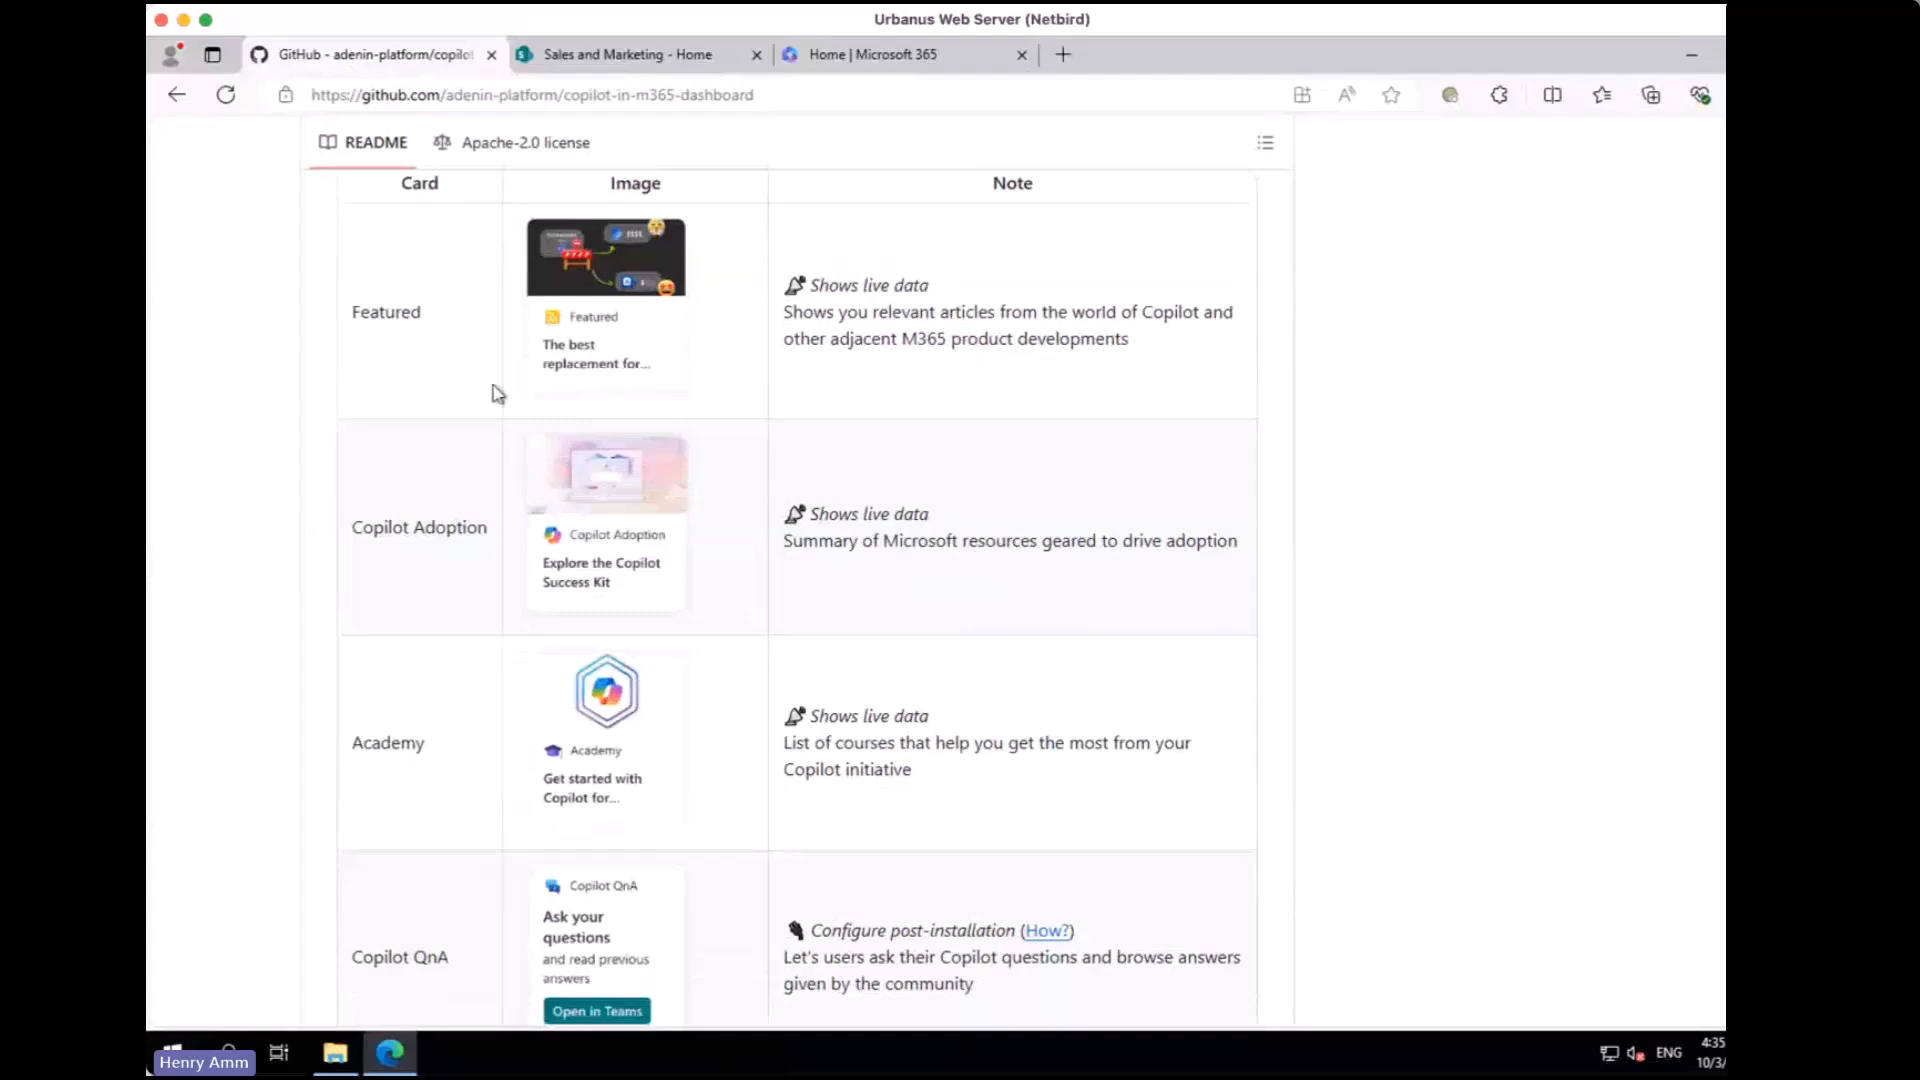 Urbanus Web Server (Netbird)
GitHub - adenin-platform/copilot
Sales and Marketing - Home
Home | Microsoft 365
https://github.com/adenin-platform/copilot-in-m365-dashboard
README
Apache-2.0 license
Card
Image
Note
Featured
Featured
The best
replacement for...
Shows live data
Shows you relevant articles from the world of Copilot and
other adjacent M365 product developments
Copilot Adoption
Copilot Adoption
Explore the Copilot
Success Kit
Shows live data
Summary of Microsoft resources geared to drive adoption
Academy
Academy
Get started with
Copilot for...
Shows live data
List of courses that help you get the most from your
Copilot initiative
Copilot QnA
Copilot QnA
Ask your
questions
and read previous
answers
Open in Teams
Configure post-installation (How?)
Let's users ask their Copilot questions and browse answers
given by the community
Henry Amm
ENG
4:35
10/3/